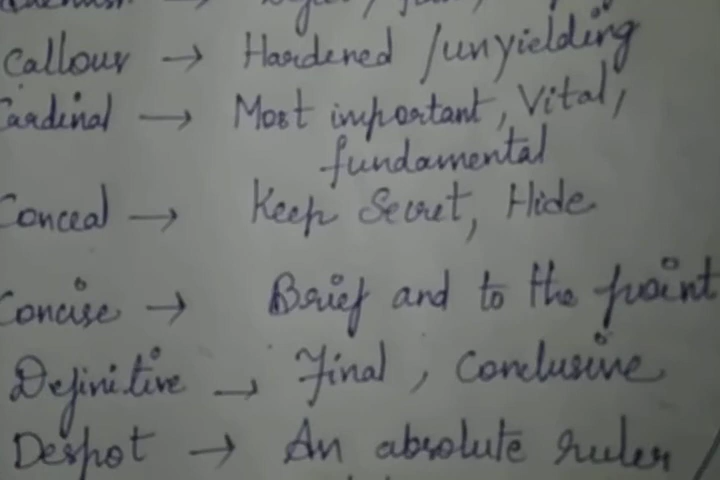 Callour → Hardened / unyielding
Cardinal → Most important, Vital,
fundamental
Conceal → Keep Secret, Hide
Concise → Brief and to the point
Definitive → Final, Conclusive
Despot → An absolute ruler /